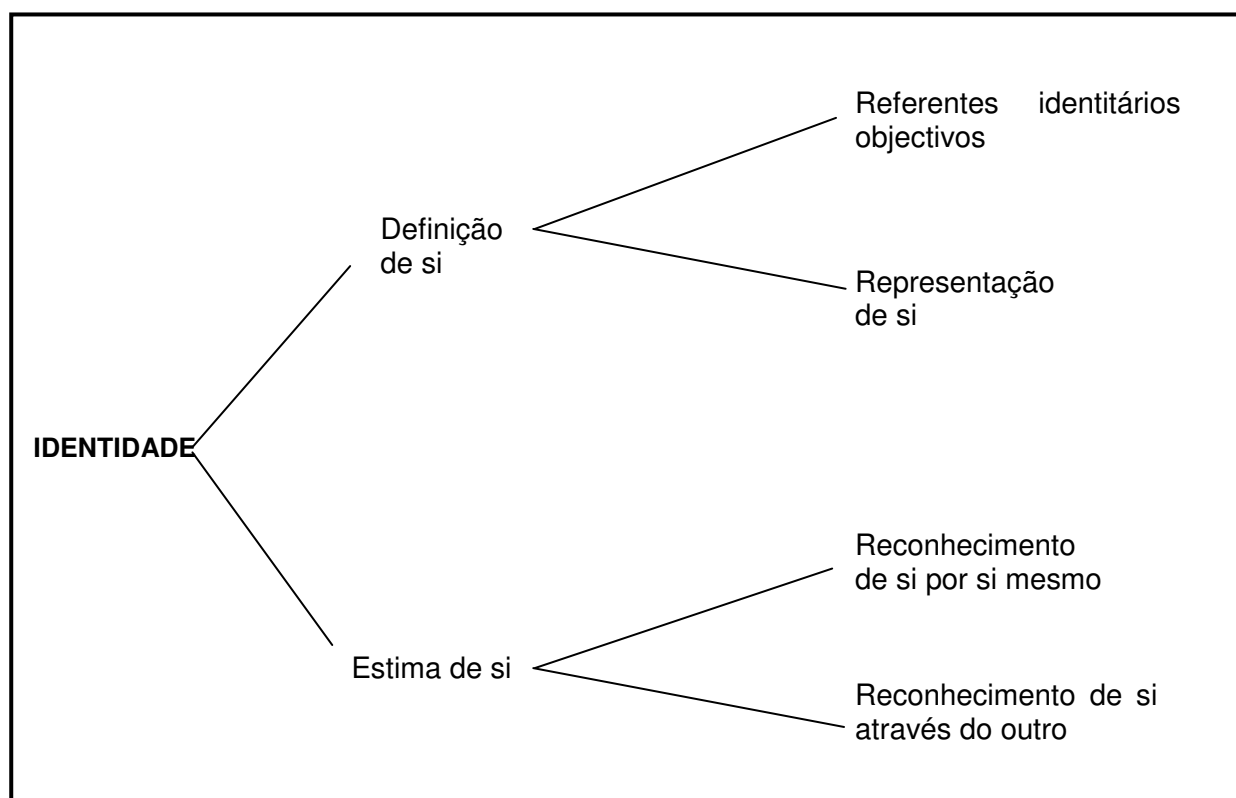 Referentes identitários
objectivos
Definição
de si
Representação
de si
IDENTIDADE
Reconhecimento
de si por si mesmo
Estima de si
Reconhecimento de si
através do outro